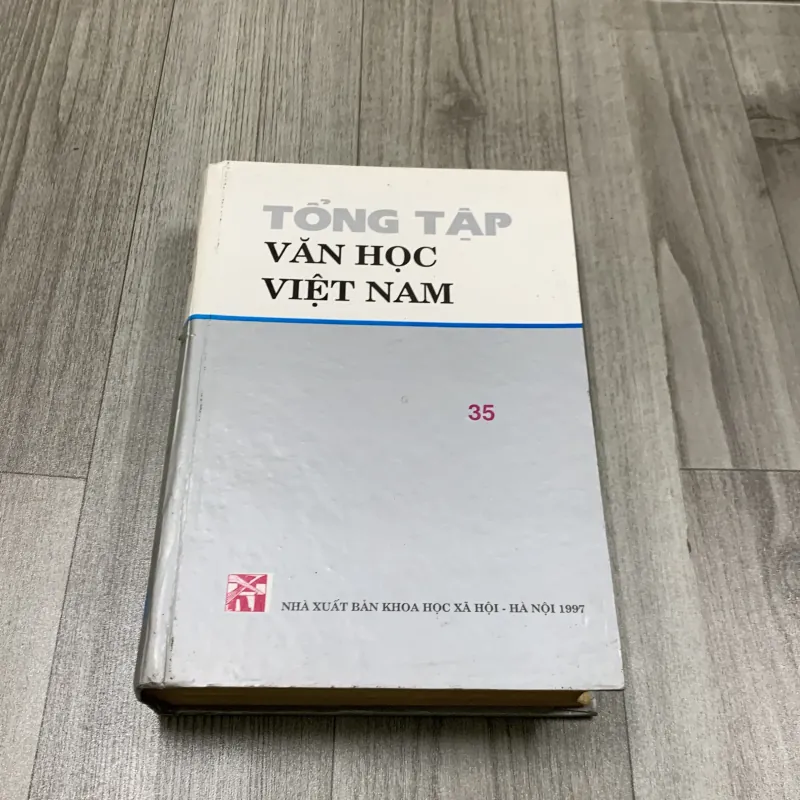 TỔNG TẬP
VĂN HỌC
VIỆT NAM
35
NHÀ XUẤT BẢN KHOA HỌC XÃ HỘI - HÀ NỘI 1997